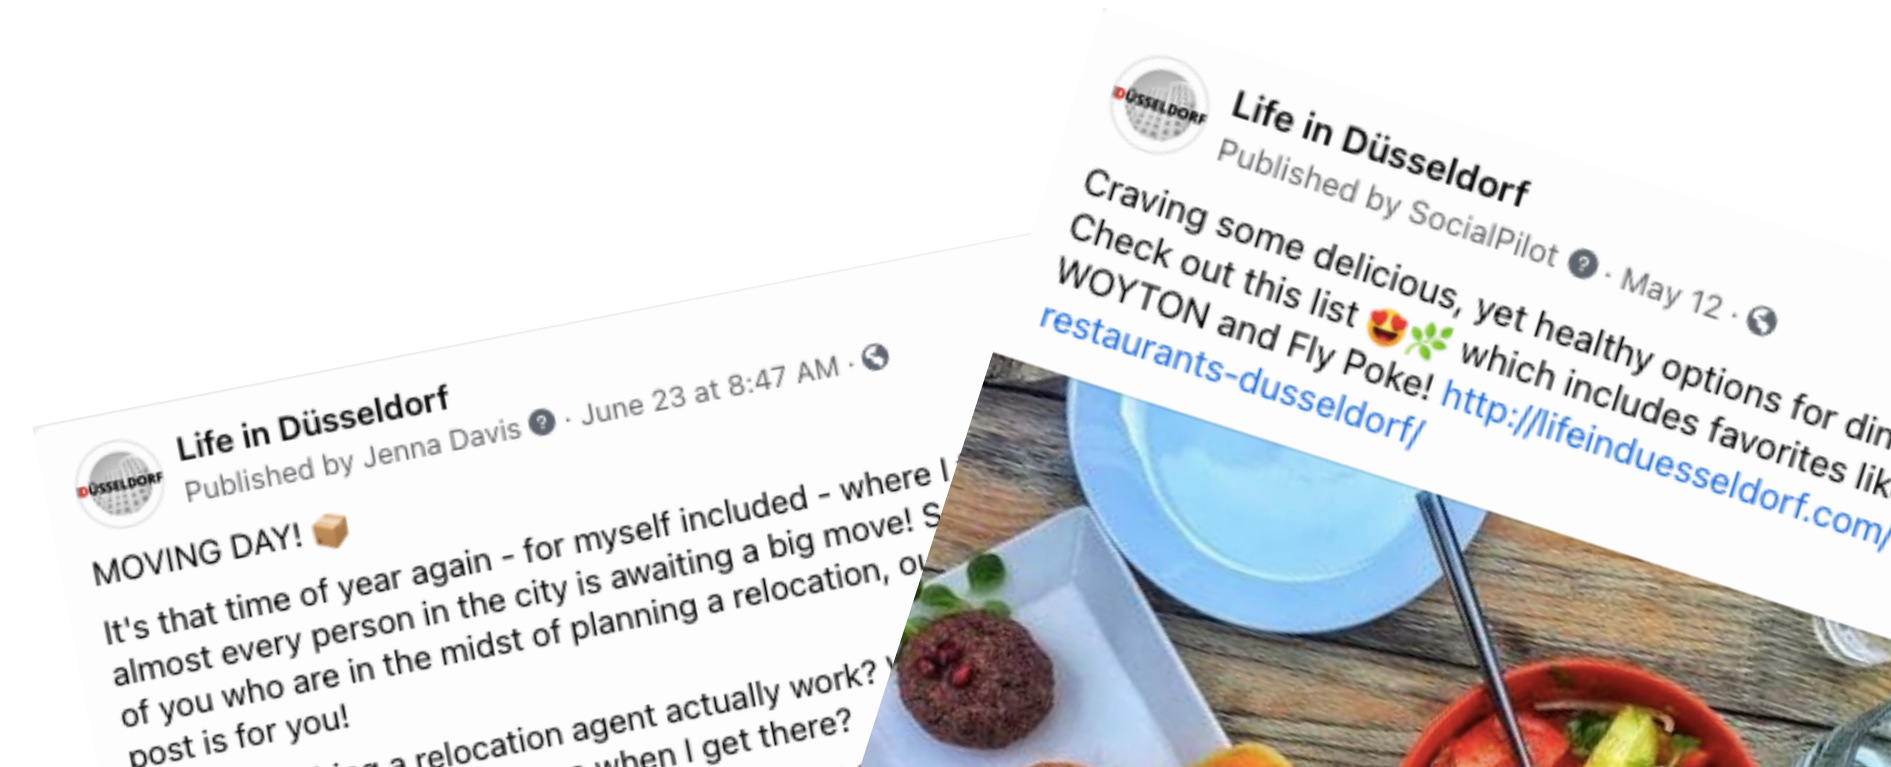 DÜSSELDORF
Life in Düsseldorf
Published by Jenna Davis · June 23 at 8:47 AM ·
MOVING DAY! 📦
It's that time of year again - for myself included - where I
almost every person in the city is awaiting a big move! S
of you who are in the midst of planning a relocation, ou
post is for you!
a relocation agent actually work?
when I get there?
DÜSSELDORF
Life in Düsseldorf
Published by SocialPilot · May 12 ·
Craving some delicious, yet healthy options for din
Check out this list 😍🌿 which includes favorites lik
WOYTON and Fly Poke! http://lifeinduesseldorf.com/
restaurants-dusseldorf/